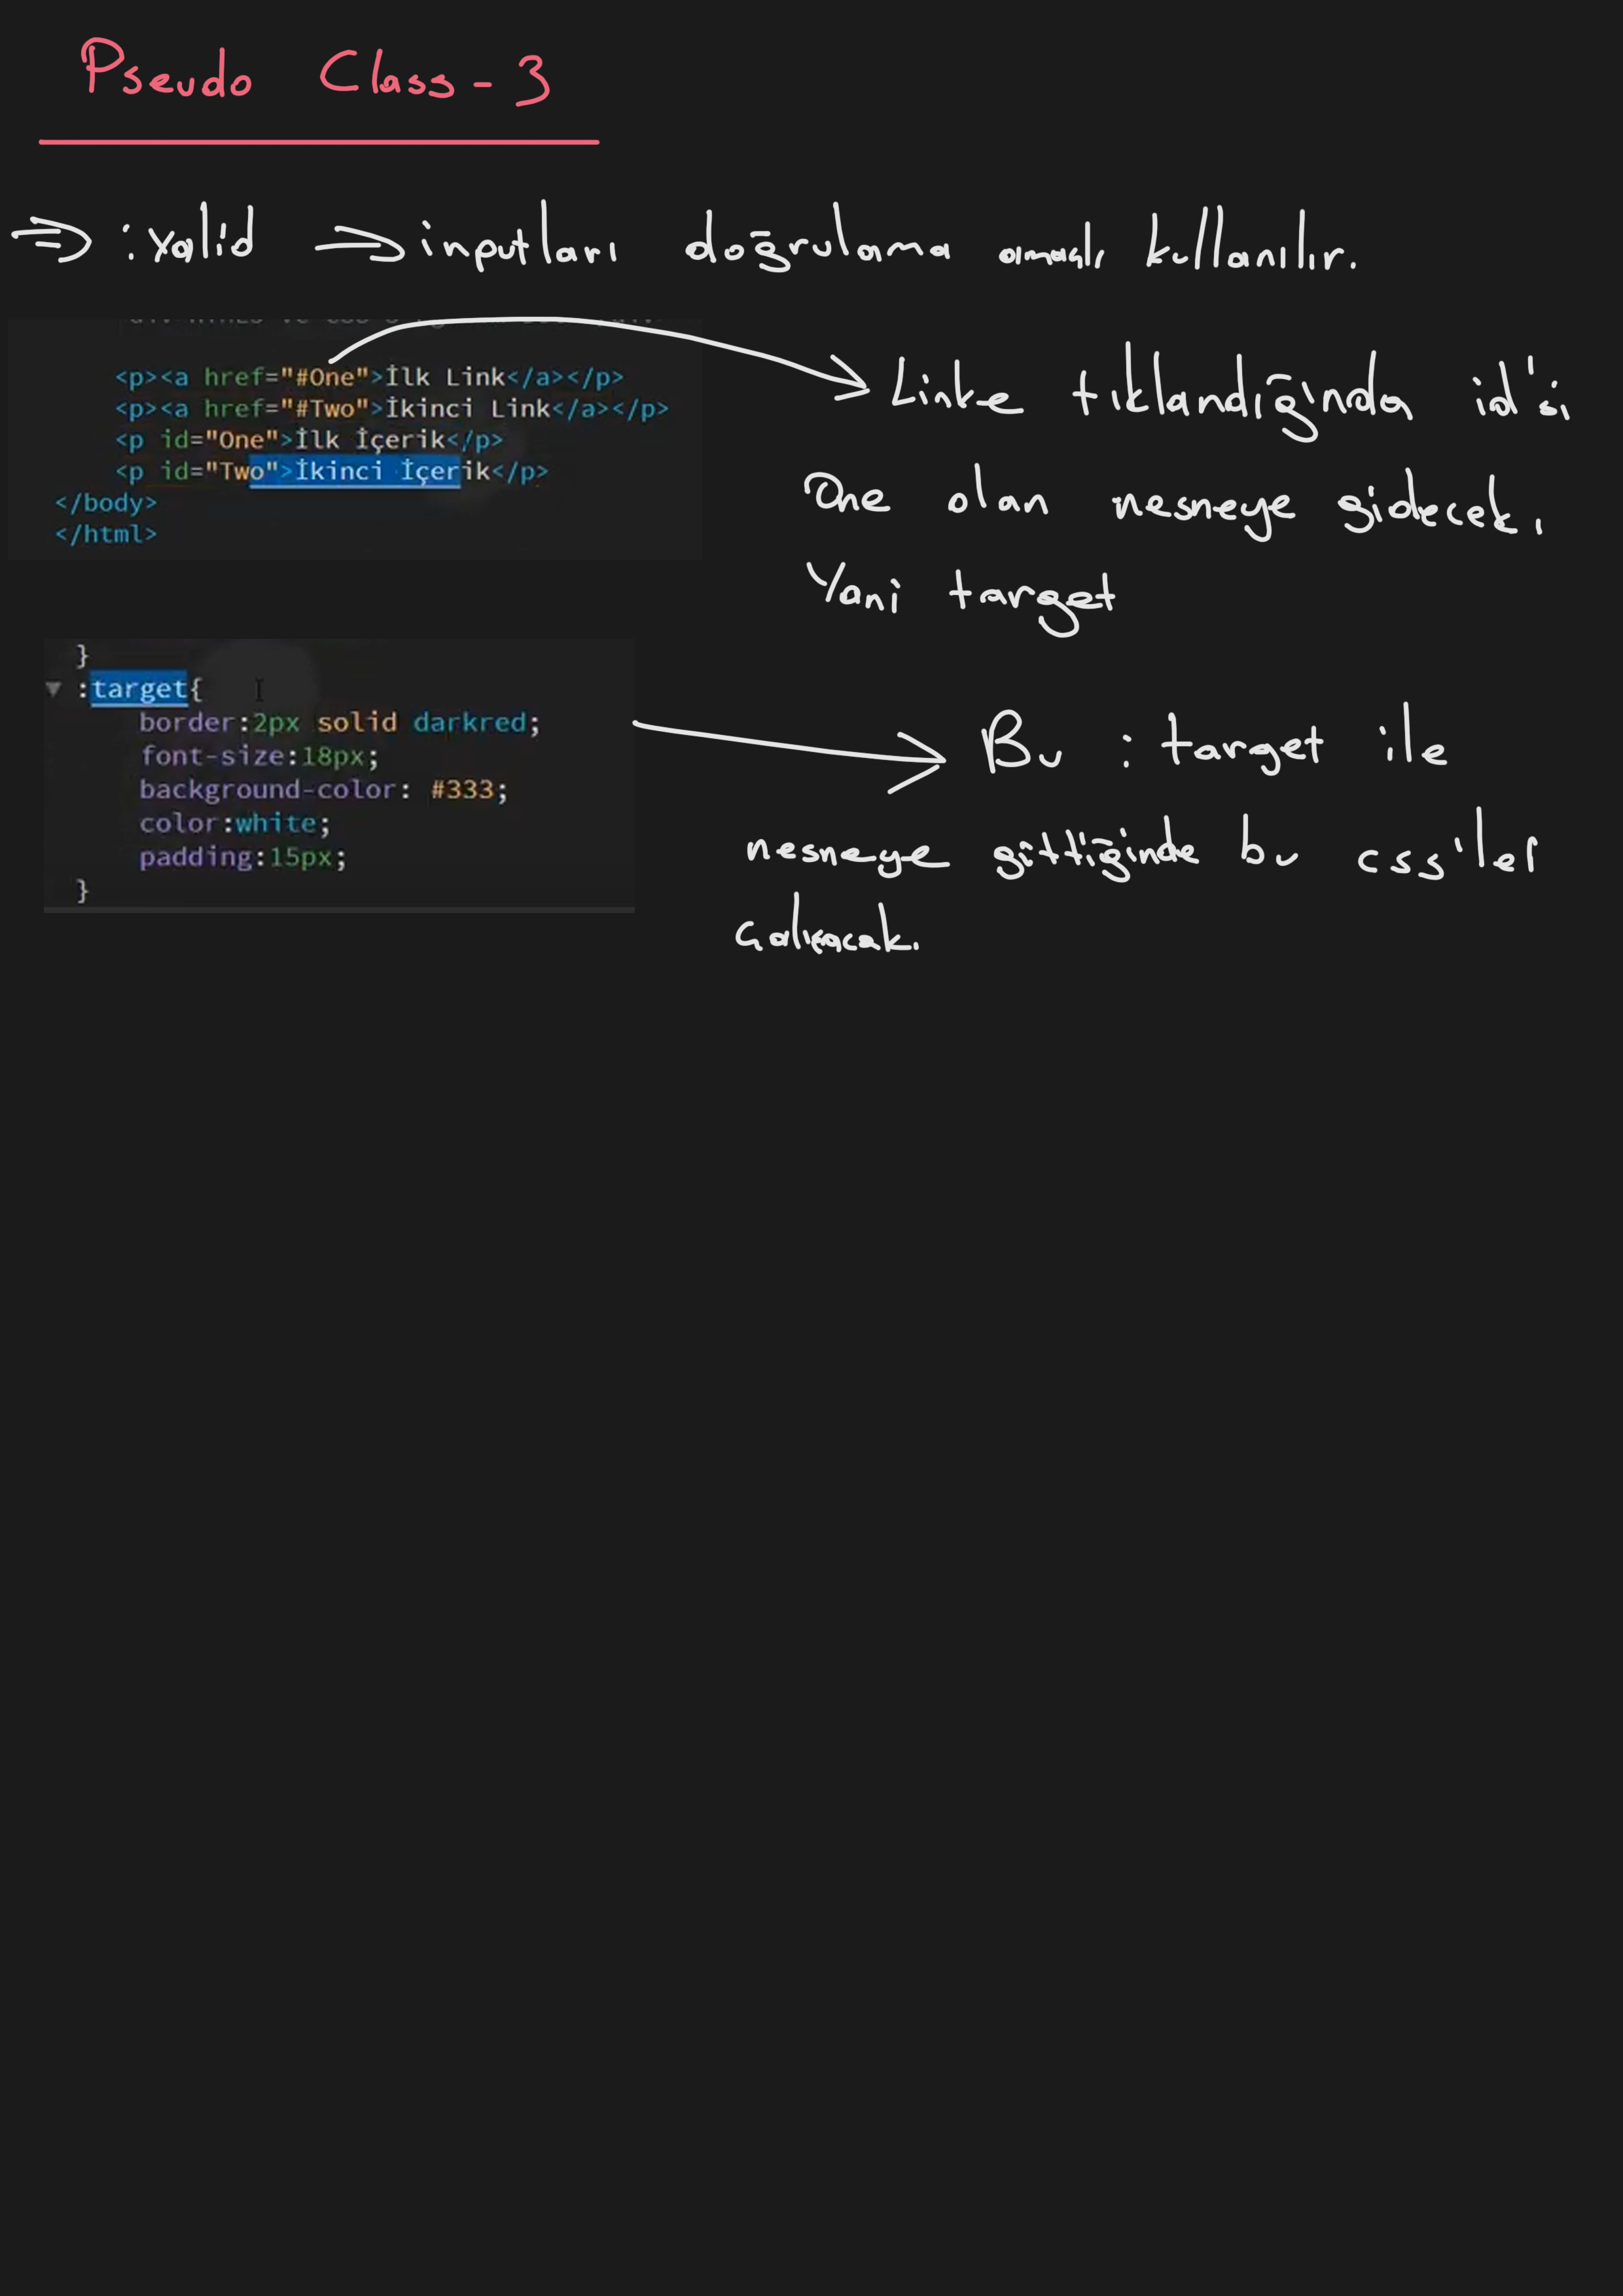 Pseudo Class-3
⇒ :valid → inputları doğrulama amaçlı kullanılır.
<p><a href="#One">İlk Link</a></p>
<p><a href="#Two">İkinci Link</a></p>
<p id="One">İlk İçerik</p>
<p id="Two">İkinci İçerik</p>
</body>
</html>
Linke tıklandığında id'si
One olan nesneye gidecek.
Yani target
}
:target{
border:2px solid darkred;
font-size:18px;
background-color: #333;
color:white;
padding:15px;
}
Bu :target ile
nesneye gittiğinde bu css'ler
çalışacak.